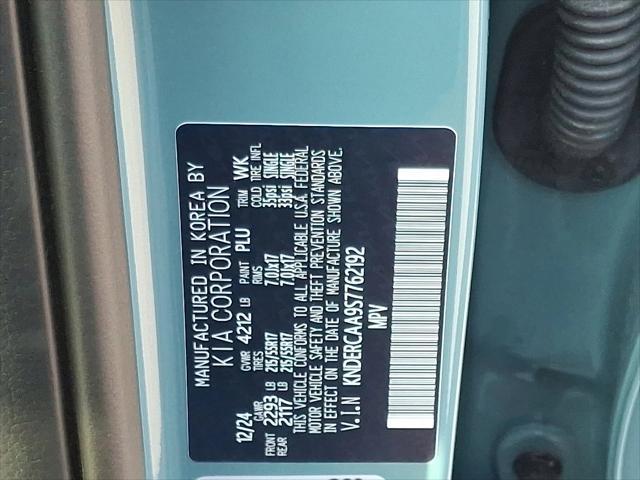 MANUFACTURED IN KOREA BY
KIA CORPORATION
12/24 GVWR 4212 LB PAINT PLU TRIM WK
GAWR TIRES RIMS COLD TIRE INFL
FRONT 2293 LB 215/55R17 7.0Jx17 35psi SINGLE
REAR 2117 LB 215/55R17 7.0Jx17 33psi SINGLE
THIS VEHICLE CONFORMS TO ALL APPLICABLE U.S.A. FEDERAL
MOTOR VEHICLE SAFETY AND THEFT PREVENTION STANDARDS
IN EFFECT ON THE DATE OF MANUFACTURE SHOWN ABOVE.
V.I.N KNDERCAA9S7762192
MPV